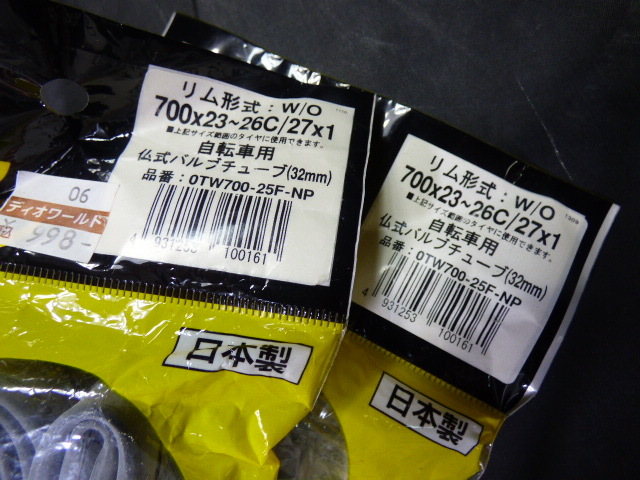 リム形式：W/O
700x23~26C/27x1
■上記サイズ範囲のタイヤに使用できます。
自転車用
仏式バルブチューブ(32mm)
品番：0TW700-25F-NP
4 931253 100161
日本製
06
ディオワールド
998-
リム形式：W/O 1309
700x23~26C/27x1
■上記サイズ範囲のタイヤに使用できます。
自転車用
仏式バルブチューブ(32mm)
品番：0TW700-25F-NP
4 931253 100161
日本製